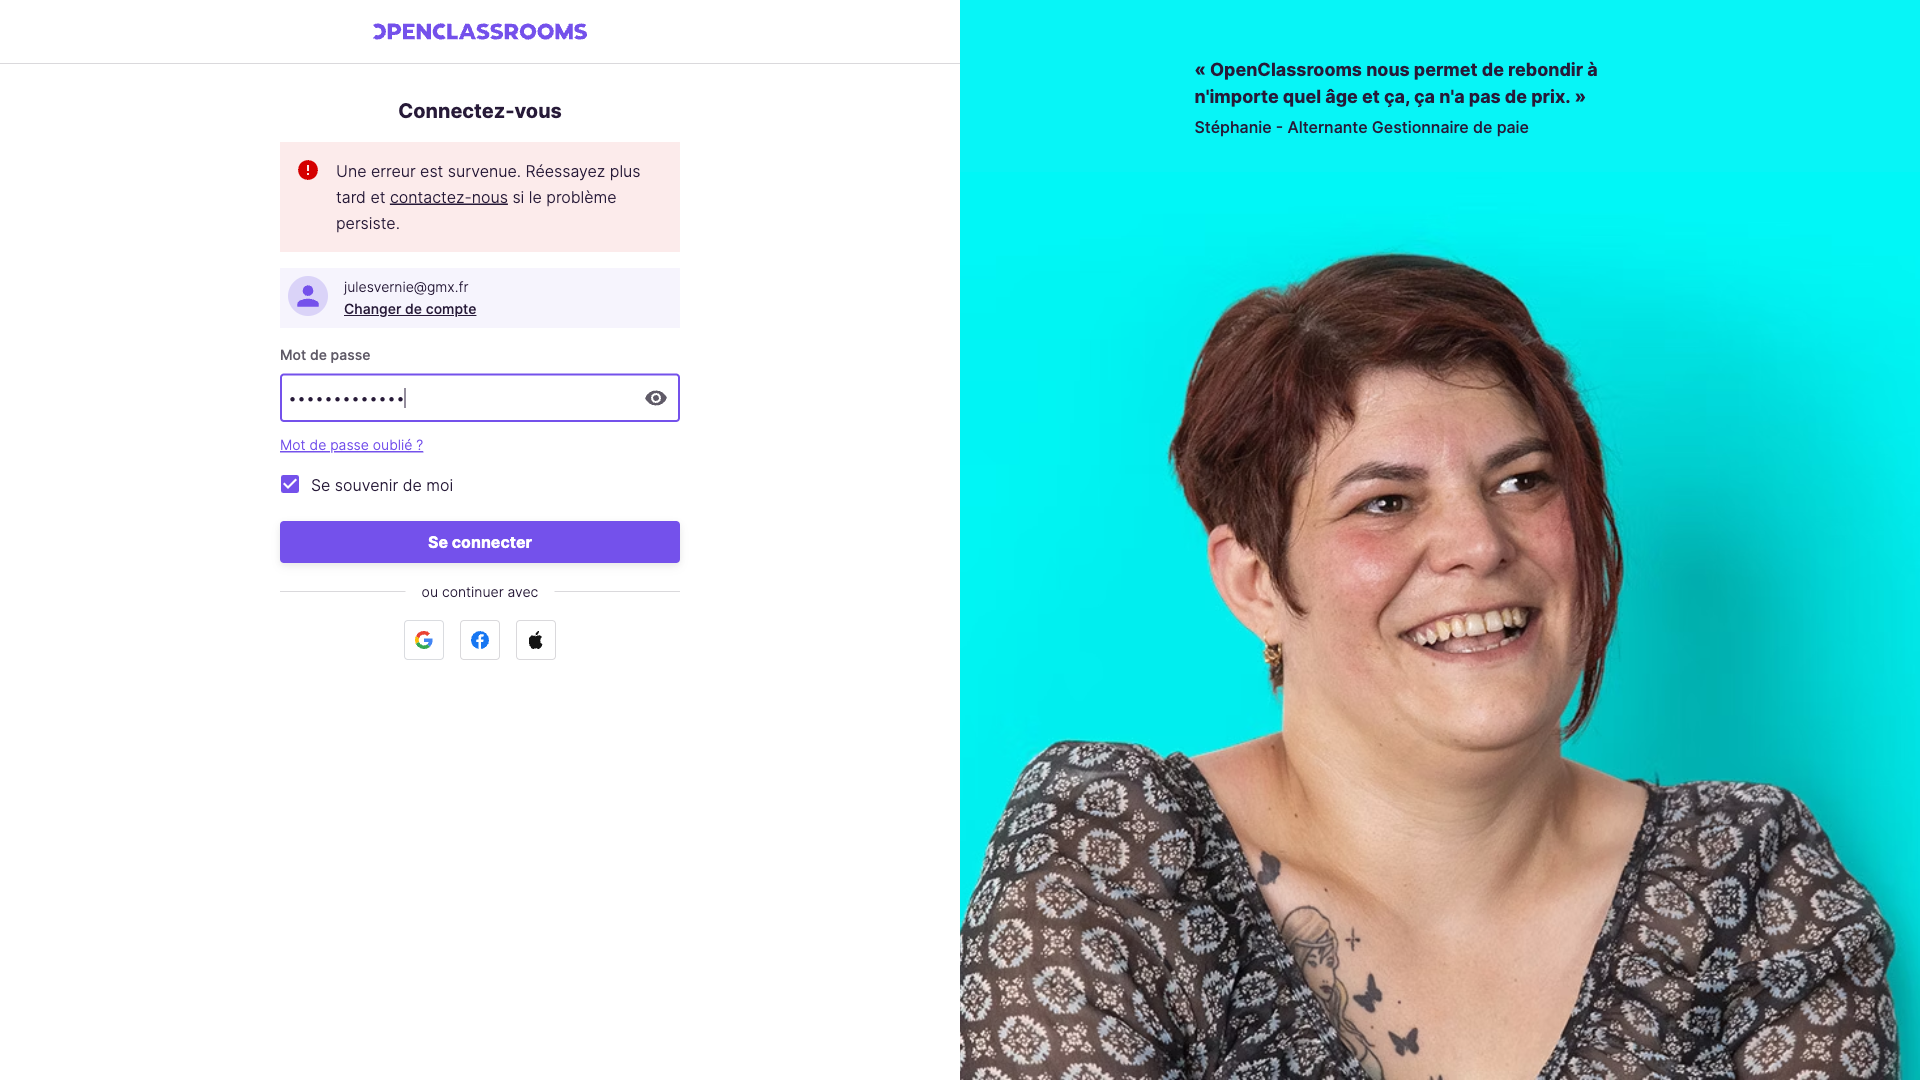 OPENCLASSROOMS
Connectez-vous
Une erreur est survenue. Réessayez plus
tard et contactez-nous si le problème
persiste.
julesvernie@gmx.fr
Changer de compte
Mot de passe
•••••••••••••
Mot de passe oublié ?
Se souvenir de moi
Se connecter
ou continuer avec
« OpenClassrooms nous permet de rebondir à
n'importe quel âge et ça, ça n'a pas de prix. »
Stéphanie - Alternante Gestionnaire de paie